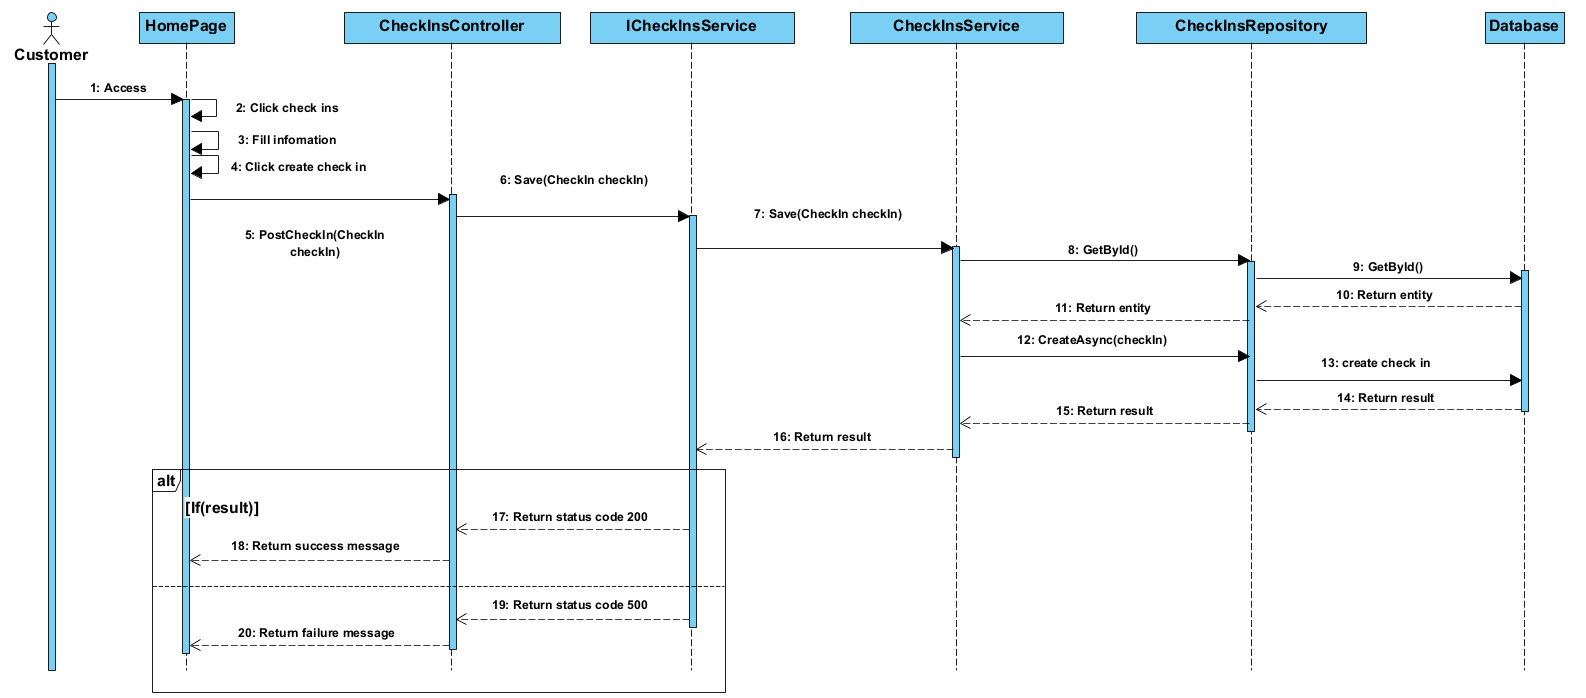 Customer
HomePage
CheckInsController
ICheckInsService
CheckInsService
CheckInsRepository
Database
1: Access
2: Click check ins
3: Fill infomation
4: Click create check in
5: PostCheckIn(CheckIn
checkIn)
6: Save(CheckIn checkIn)
7: Save(CheckIn checkIn)
8: GetById()
9: GetById()
10: Return entity
11: Return entity
12: CreateAsync(checkIn)
13: create check in
14: Return result
15: Return result
16: Return result
alt
[If(result)]
17: Return status code 200
18: Return success message
19: Return status code 500
20: Return failure message